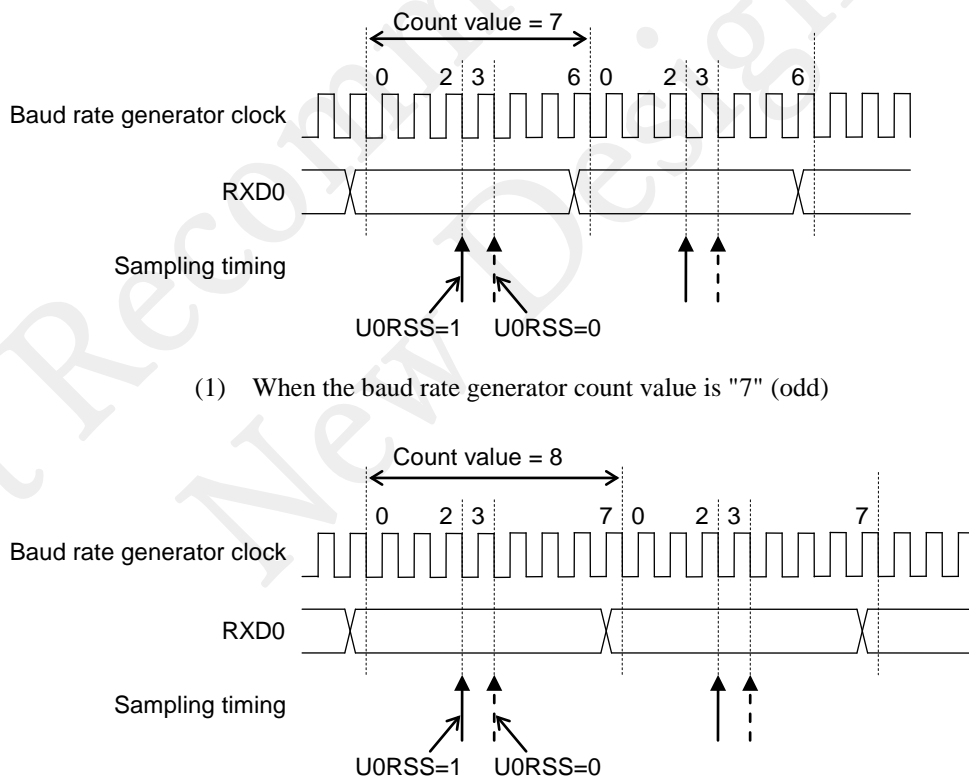 Count value = 7
0 2 3 6 0 2 3 6
Baud rate generator clock
RXD0
Sampling timing
U0RSS=1 U0RSS=0
(1) When the baud rate generator count value is "7" (odd)
Count value = 8
0 2 3 7 0 2 3 7
Baud rate generator clock
RXD0
Sampling timing
U0RSS=1 U0RSS=0
New Design